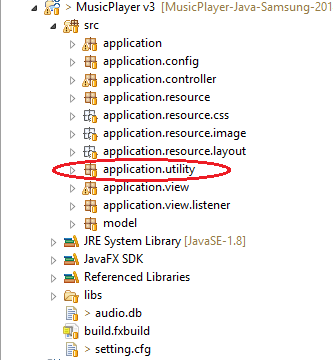 > MusicPlayer v3 [MusicPlayer-Java-Samsung-201
src
application
application.config
application.controller
application.resource
application.resource.css
application.resource.image
application.resource.layout
application.utility
application.view
application.view.listener
model
JRE System Library [JavaSE-1.8]
JavaFX SDK
Referenced Libraries
libs
> audio.db
build.fxbuild
> setting.cfg